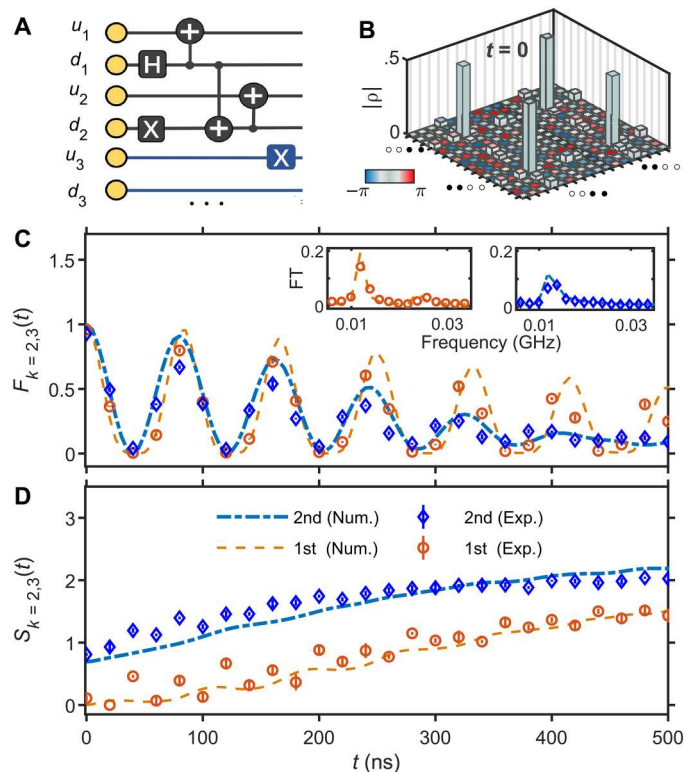 A
u1
d1
H
u2
d2
X
u3
X
d3
...
B
t = 0
.5
|ρ|
0
−π
π
C
1.5
1
0.5
0
F k = 2,3 (t)
0.2
FT
0
0.01
0.03
0.2
0
0.01
0.03
Frequency (GHz)
D
3
2
1
0
S k = 2,3 (t)
2nd (Num.)
2nd (Exp.)
1st (Num.)
1st (Exp.)
0
100
200
300
400
500
t (ns)